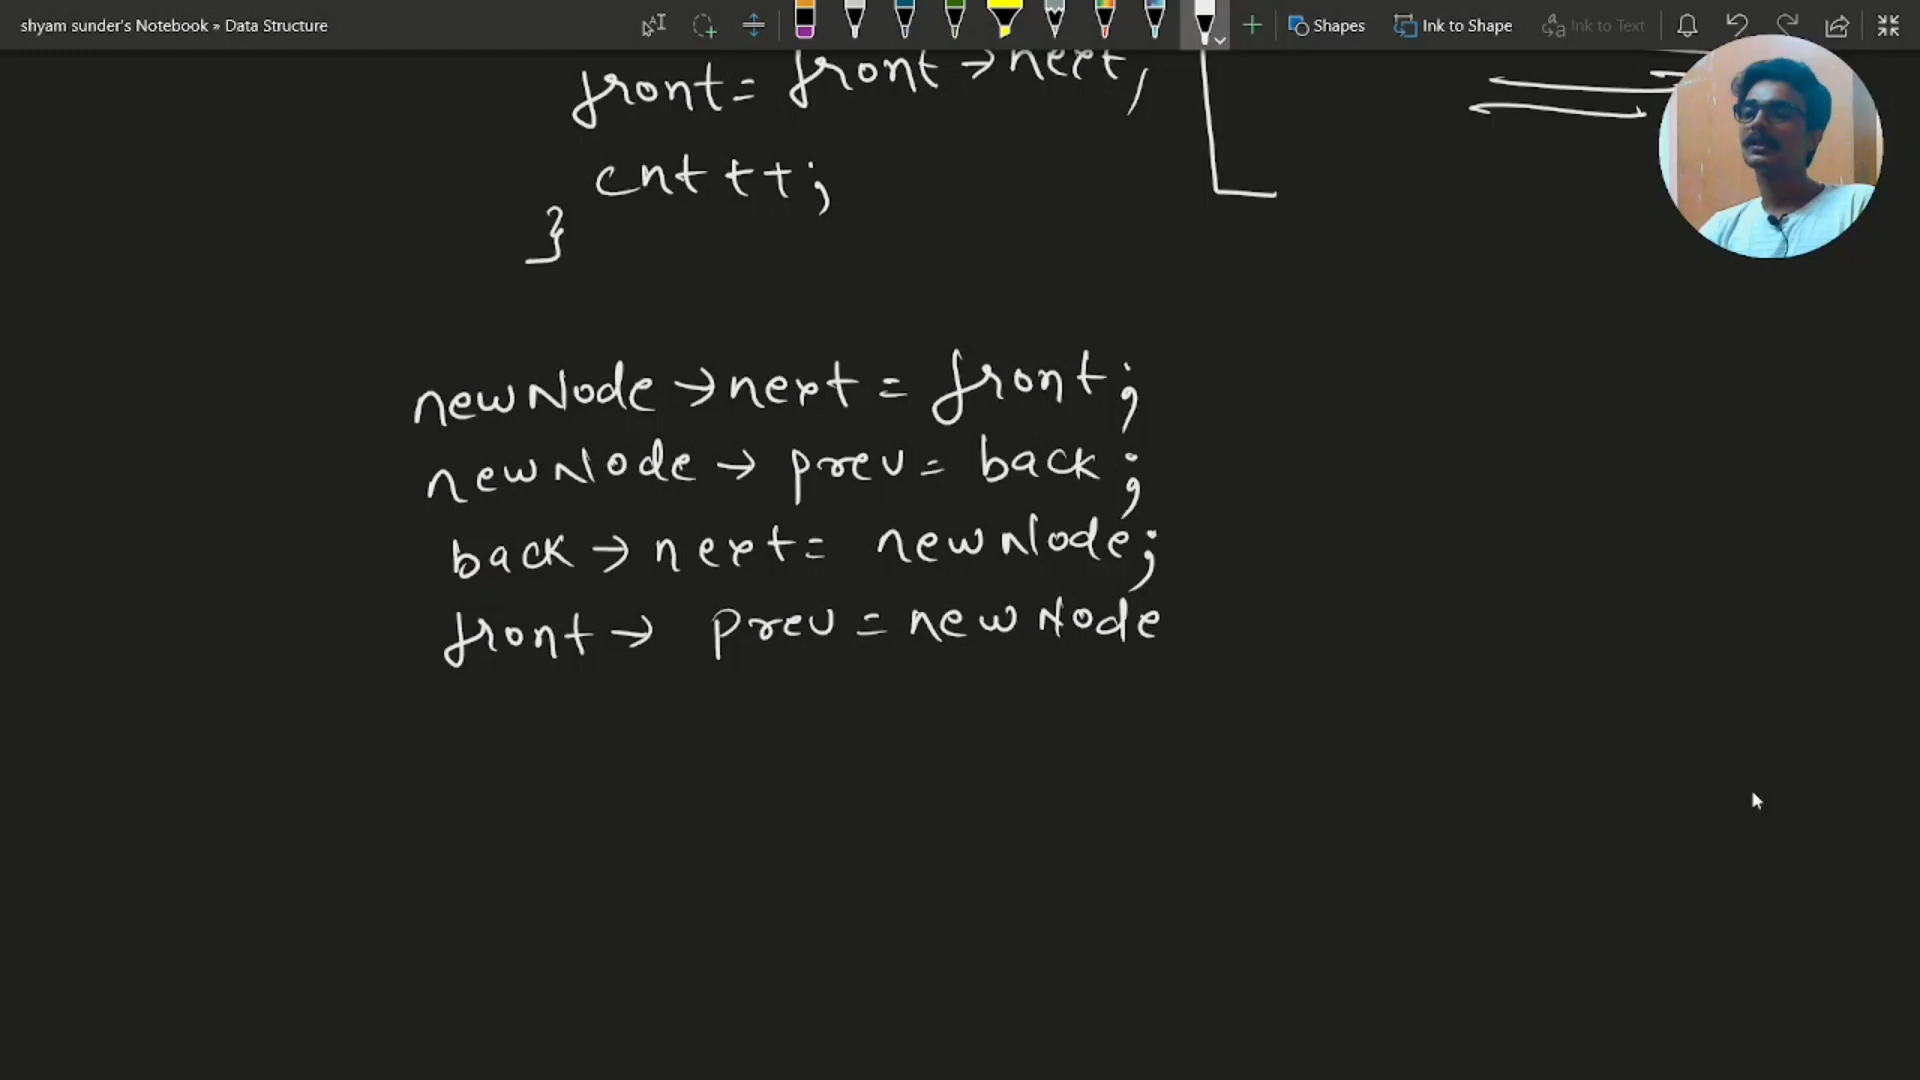 shyam sunder's Notebook » Data Structure
Shapes
Ink to Shape
Ink to Text
front = front → next;
cnt++;
}
newNode → next = front;
newNode → prev = back;
back → next = newNode;
front → prev = newNode